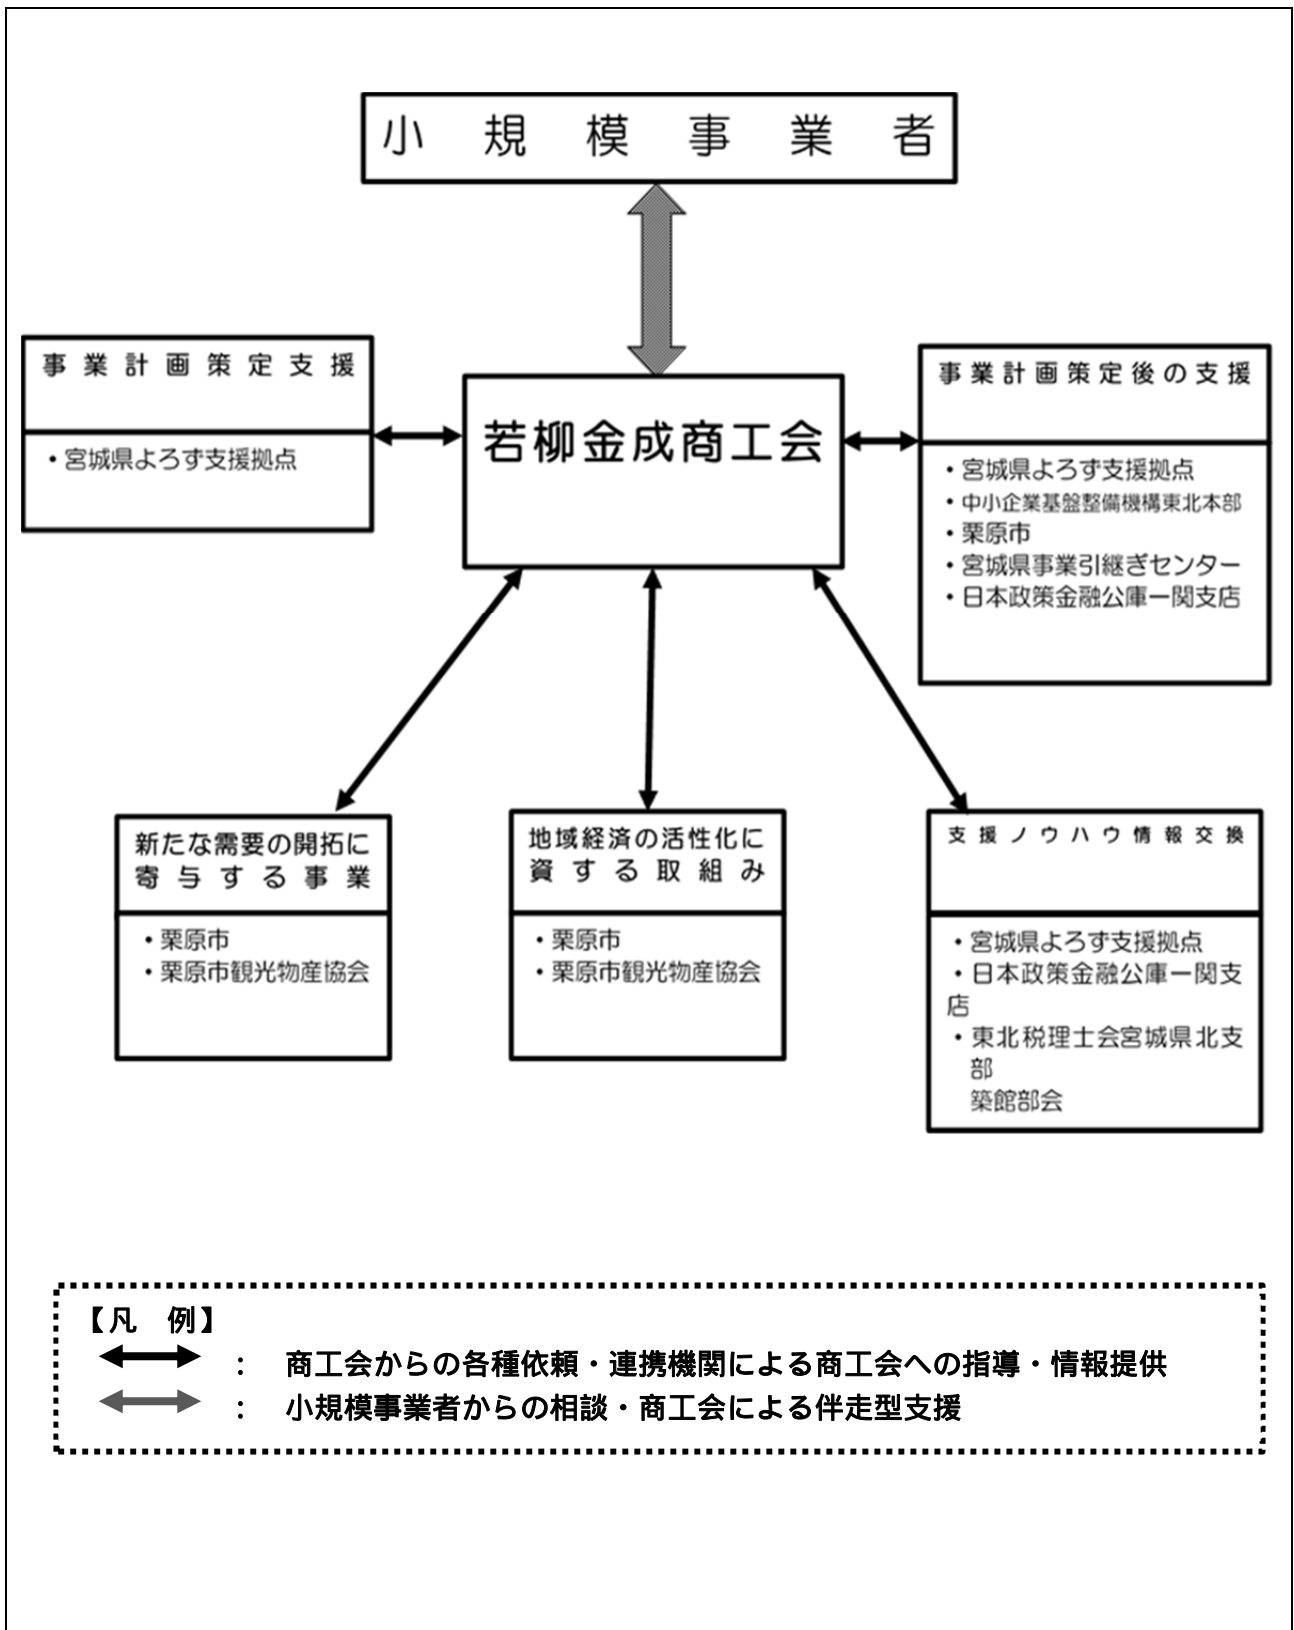 小規模事業者
事業計画策定支援
・宮城県よろず支援拠点
若柳金成商工会
事業計画策定後の支援
・宮城県よろず支援拠点
・中小企業基盤整備機構東北本部
・栗原市
・宮城県事業引継ぎセンター
・日本政策金融公庫一関支店
新たな需要の開拓に
寄与する事業
・栗原市
・栗原市観光物産協会
地域経済の活性化に
資する取組み
・栗原市
・栗原市観光物産協会
支援ノウハウ情報交換
・宮城県よろず支援拠点
・日本政策金融公庫一関支
店
・東北税理士会宮城県北支
部
築館部会
【凡　例】
：　商工会からの各種依頼・連携機関による商工会への指導・情報提供
：　小規模事業者からの相談・商工会による伴走型支援